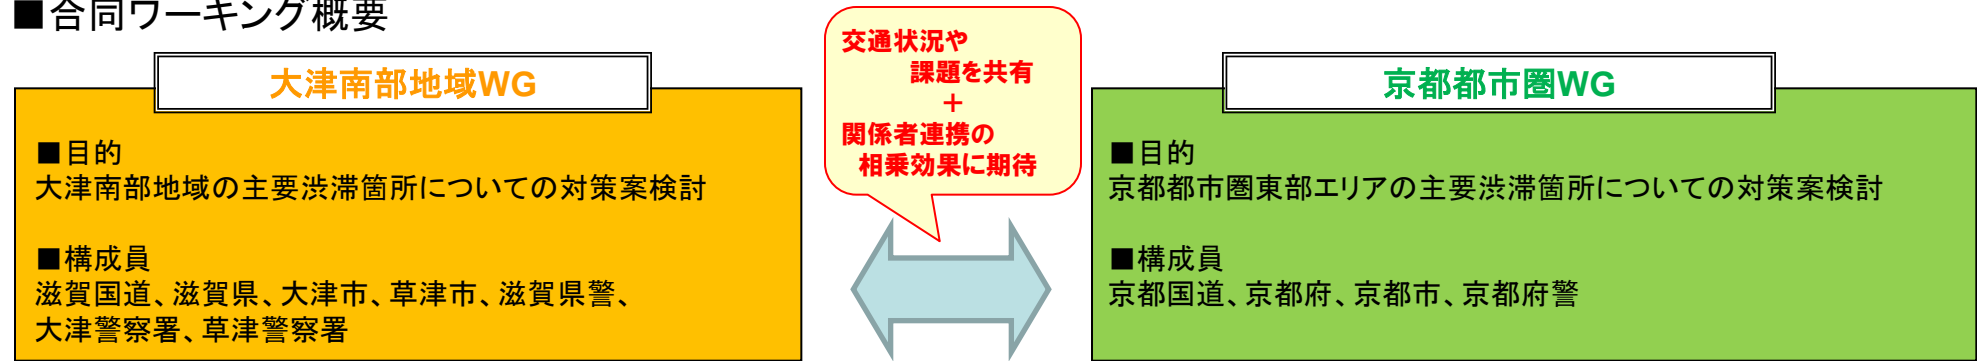 ■合同ワーキング概要
大津南部地域WG
■目的
大津南部地域の主要渋滞箇所についての対策案検討
■構成員
滋賀国道、滋賀県、大津市、草津市、滋賀県警、
大津警察署、草津警察署
交通状況や
課題を共有
＋
関係者連携の
相乗効果に期待
京都都市圏WG
■目的
京都都市圏東部エリアの主要渋滞箇所についての対策案検討
■構成員
京都国道、京都府、京都市、京都府警